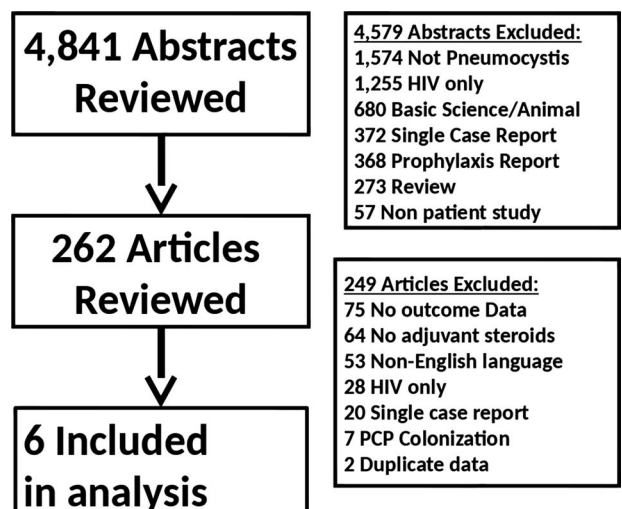 4,841 Abstracts
Reviewed
4,579 Abstracts Excluded:
1,574 Not Pneumocystis
1,255 HIV only
680 Basic Science/Animal
372 Single Case Report
368 Prophylaxis Report
273 Review
57 Non patient study
262 Articles
Reviewed
249 Articles Excluded:
75 No outcome Data
64 No adjuvant steroids
53 Non-English language
28 HIV only
20 Single case report
7 PCP Colonization
2 Duplicate data
6 Included
in analysis